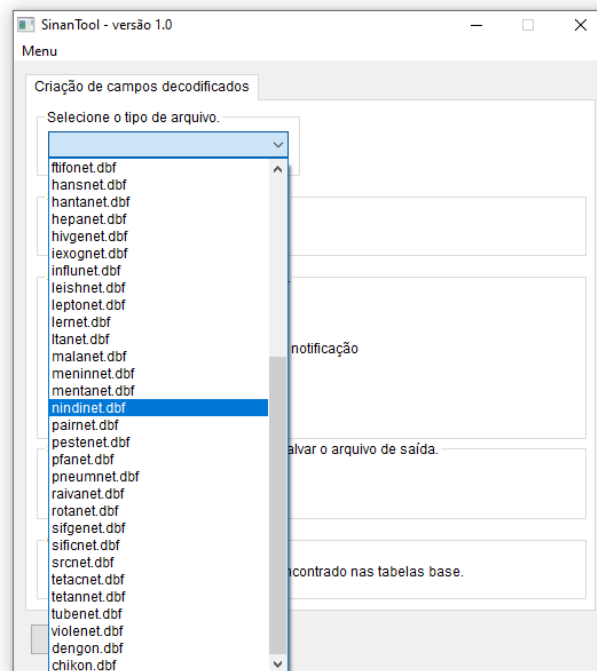 SinanTool - versão 1.0
Menu
Criação de campos decodificados
Selecione o tipo de arquivo.
ftifonet.dbf
hansnet.dbf
hantanet.dbf
hepanet.dbf
hivgenet.dbf
iexognet.dbf
influnet.dbf
leishnet.dbf
leptonet.dbf
lernet.dbf
ltanet.dbf
malanet.dbf
notificação
meninnet.dbf
mentanet.dbf
nindinet.dbf
pairnet.dbf
pestenet.dbf
alvar o arquivo de saída.
pfanet.dbf
pneumnet.dbf
raivanet.dbf
rotanet.dbf
sifgenet.dbf
sificnet.dbf
srcnet.dbf
ncontrado nas tabelas base.
tetacnet.dbf
tetannet.dbf
tubenet.dbf
violenet.dbf
dengon.dbf
chikon.dbf